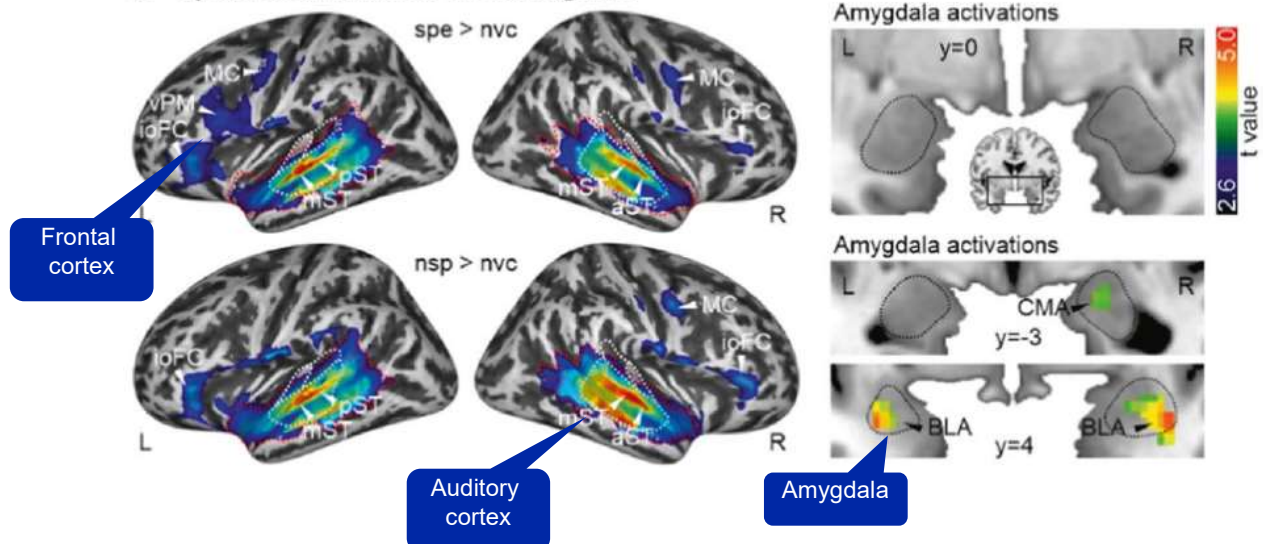 spe > nvc
MC
vPM
ioFC
pST
mST
L
MC
ioFC
mST
aST
R
Frontal
cortex
nsp > nvc
ioFC
pST
mST
L
MC
ioFC
mST
aST
R
Auditory
cortex
Amygdala activations
L
y=0
R
5.0
t value
2.6
Amygdala activations
L
R
CMA
y=-3
BLA
BLA
y=4
Amygdala